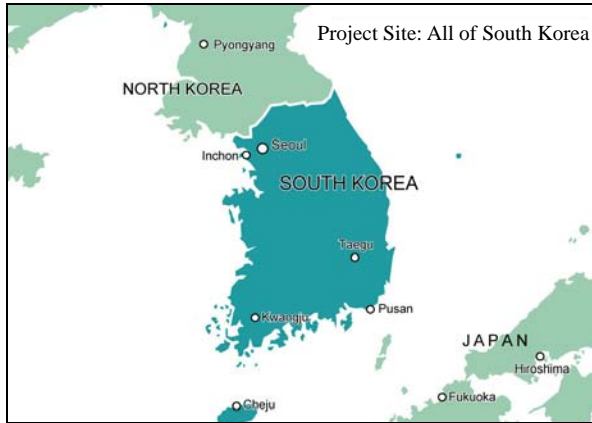 Project Site: All of South Korea
Pyongyang
NORTH KOREA
Seoul
Inchon
SOUTH KOREA
Taegu
Pusan
Kwangju
JAPAN
Hiroshima
Fukuoka
Cheju